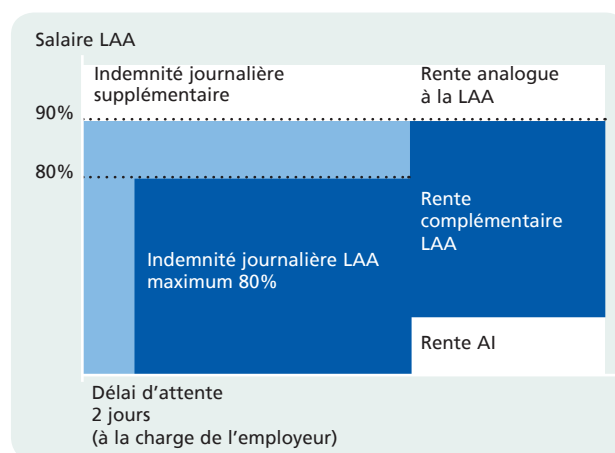 Salaire LAA
Indemnité journalière
supplémentaire
Rente analogue
à la LAA
90%
80%
Rente
complémentaire
LAA
Indemnité journalière LAA
maximum 80%
Rente AI
Délai d’attente
2 jours
(à la charge de l’employeur)